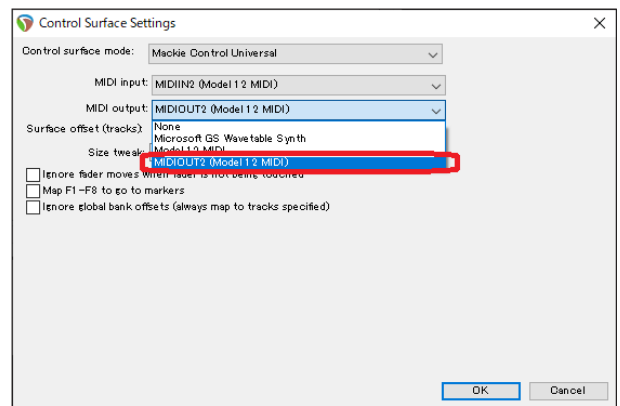 Control Surface Settings
Control surface mode: Mackie Control Universal
MIDI input: MIDIIN2 (Model 12 MIDI)
MIDI output: MIDIOUT2 (Model 12 MIDI)
Surface offset (tracks) None
Microsoft GS Wavetable Synth
Size tweak: Model 12 MIDI
MIDIOUT2 (Model 12 MIDI)
Ignore fader moves when fader is not being touched
Map F1-F8 to go to markers
Ignore global bank offsets (always map to tracks specified)
OK Cancel